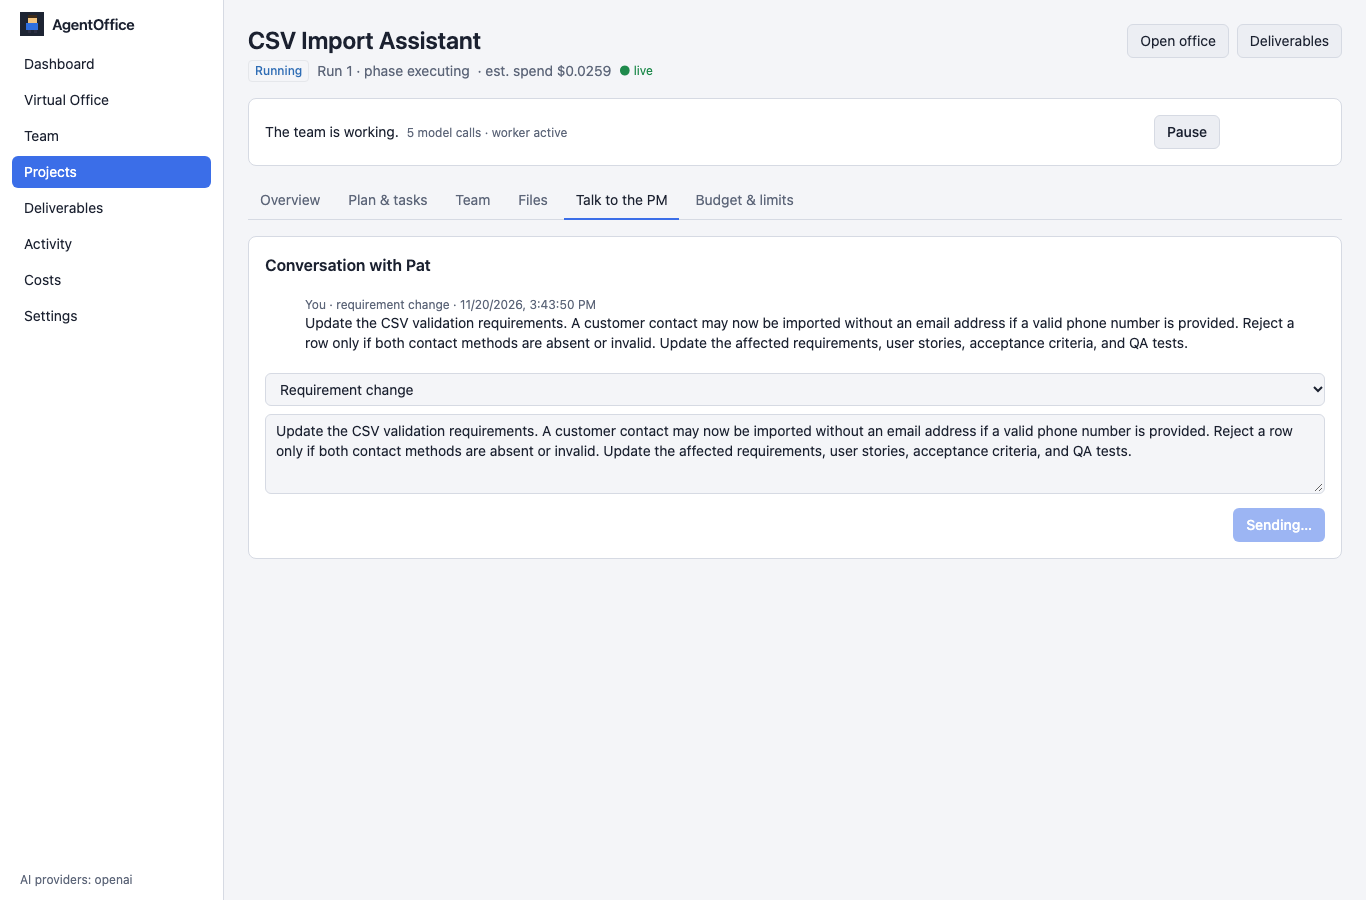 AgentOffice
Dashboard
Virtual Office
Team
Projects
Deliverables
Activity
Costs
Settings
AI providers: openai
CSV Import Assistant
Open office
Deliverables
Running Run 1 · phase executing · est. spend $0.0259 live
The team is working. 5 model calls · worker active
Pause
Overview Plan & tasks Team Files Talk to the PM Budget & limits
Conversation with Pat
You · requirement change · 11/20/2026, 3:43:50 PM
Update the CSV validation requirements. A customer contact may now be imported without an email address if a valid phone number is provided. Reject a
row only if both contact methods are absent or invalid. Update the affected requirements, user stories, acceptance criteria, and QA tests.
Requirement change
Update the CSV validation requirements. A customer contact may now be imported without an email address if a valid phone number is provided. Reject a row
only if both contact methods are absent or invalid. Update the affected requirements, user stories, acceptance criteria, and QA tests.
Sending...